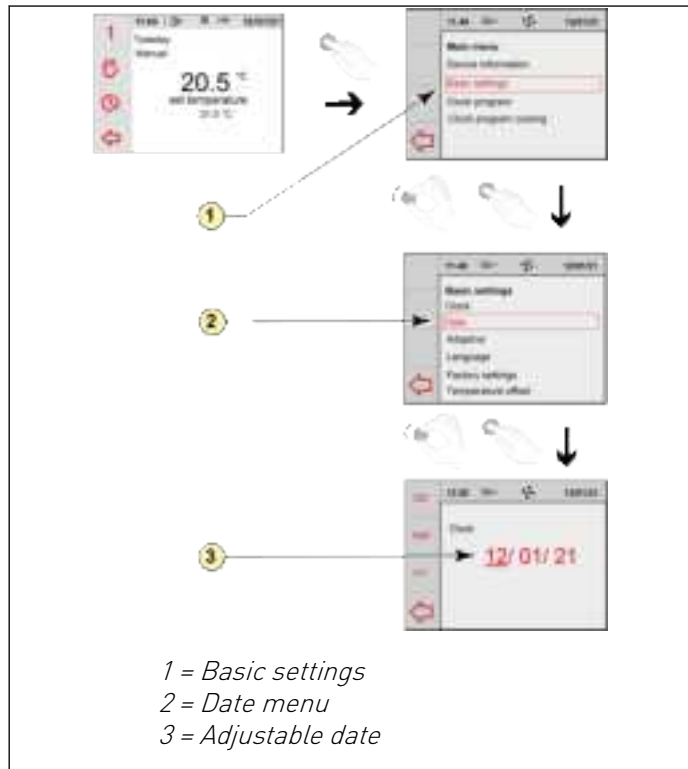 Tuesday
Manual
20.5 °C
set temperature
Main menu
Device information
Basic settings
Clock program
Clock program cooling
1
Basic settings
Clock
Date
Adaptive
Language
Factory settings
Temperature offset
2
Clock
12/ 01/ 21
3
1 = Basic settings
2 = Date menu
3 = Adjustable date